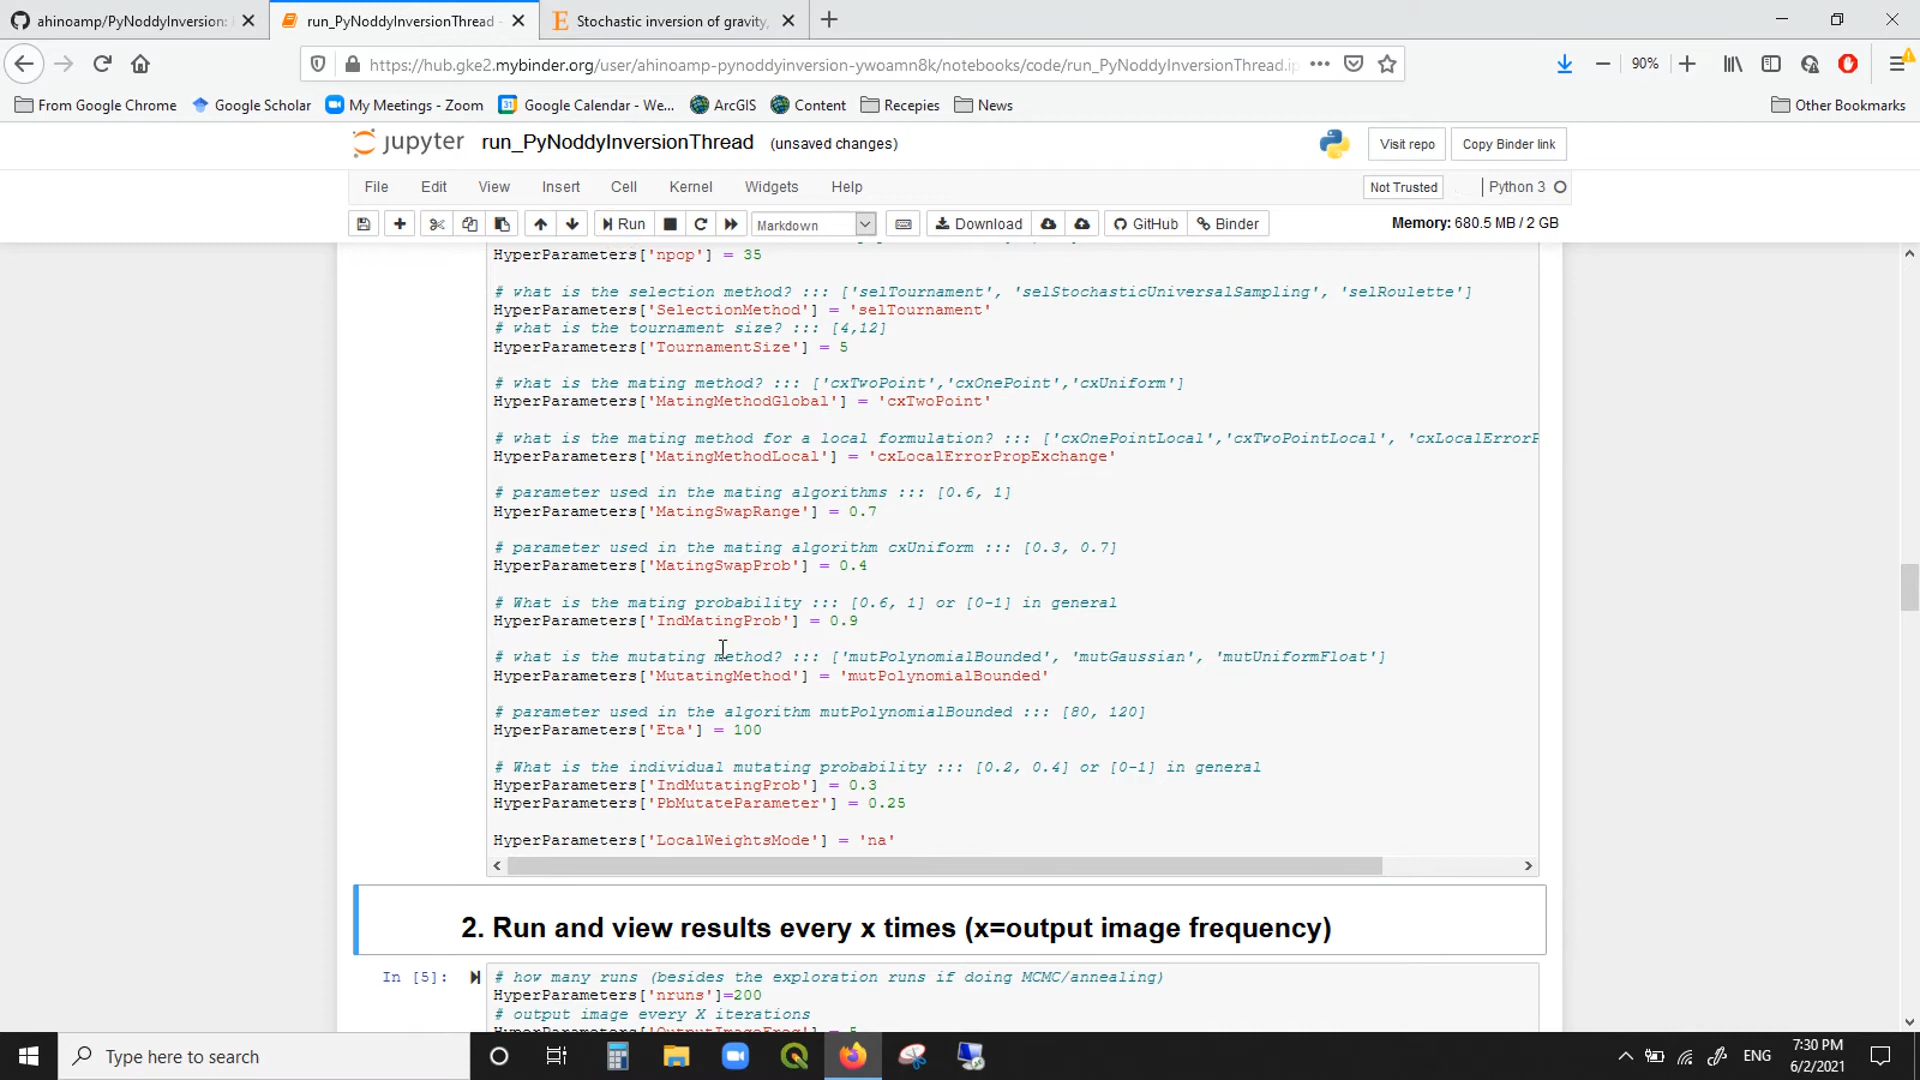 ahinoamp/PyNoddyInversion:
run_PyNoddyInversionThread -
Stochastic inversion of gravity,
https://hub.gke2.mybinder.org/user/ahinoamp-pynoddyinversion-ywoamn8k/notebooks/code/run_PyNoddyInversionThread.ip
90%
From Google Chrome
Google Scholar
My Meetings - Zoom
Google Calendar - We...
ArcGIS
Content
Recepies
News
Other Bookmarks
jupyter
run_PyNoddyInversionThread (unsaved changes)
Visit repo
Copy Binder link
File
Edit
View
Insert
Cell
Kernel
Widgets
Help
Not Trusted
Python 3
Run
Markdown
Download
GitHub
Binder
Memory: 680.5 MB / 2 GB
HyperParameters['npop'] = 35
# what is the selection method? ::: ['selTournament', 'selStochasticUniversalSampling', 'selRoulette']
HyperParameters['SelectionMethod'] = 'selTournament'
# what is the tournament size? ::: [4,12]
HyperParameters['TournamentSize'] = 5
# what is the mating method? ::: ['cxTwoPoint','cxOnePoint','cxUniform']
HyperParameters['MatingMethodGlobal'] = 'cxTwoPoint'
# what is the mating method for a local formulation? ::: ['cxOnePointLocal','cxTwoPointLocal', 'cxLocalErrorP
HyperParameters['MatingMethodLocal'] = 'cxLocalErrorPropExchange'
# parameter used in the mating algorithms ::: [0.6, 1]
HyperParameters['MatingSwapRange'] = 0.7
# parameter used in the mating algorithm cxUniform ::: [0.3, 0.7]
HyperParameters['MatingSwapProb'] = 0.4
# What is the mating probability ::: [0.6, 1] or [0-1] in general
HyperParameters['IndMatingProb'] = 0.9
# what is the mutating method? ::: ['mutPolynomialBounded', 'mutGaussian', 'mutUniformFloat']
HyperParameters['MutatingMethod'] = 'mutPolynomialBounded'
# parameter used in the algorithm mutPolynomialBounded ::: [80, 120]
HyperParameters['Eta'] = 100
# What is the individual mutating probability ::: [0.2, 0.4] or [0-1] in general
HyperParameters['IndMutatingProb'] = 0.3
HyperParameters['PbMutateParameter'] = 0.25
HyperParameters['LocalWeightsMode'] = 'na'
2. Run and view results every x times (x=output image frequency)
In [5]:
# how many runs (besides the exploration runs if doing MCMC/annealing)
HyperParameters['nruns']=200
# output image every X iterations
HyperParameters['OutputImageFreq'] = 5
Type here to search
ENG
7:30 PM
6/2/2021